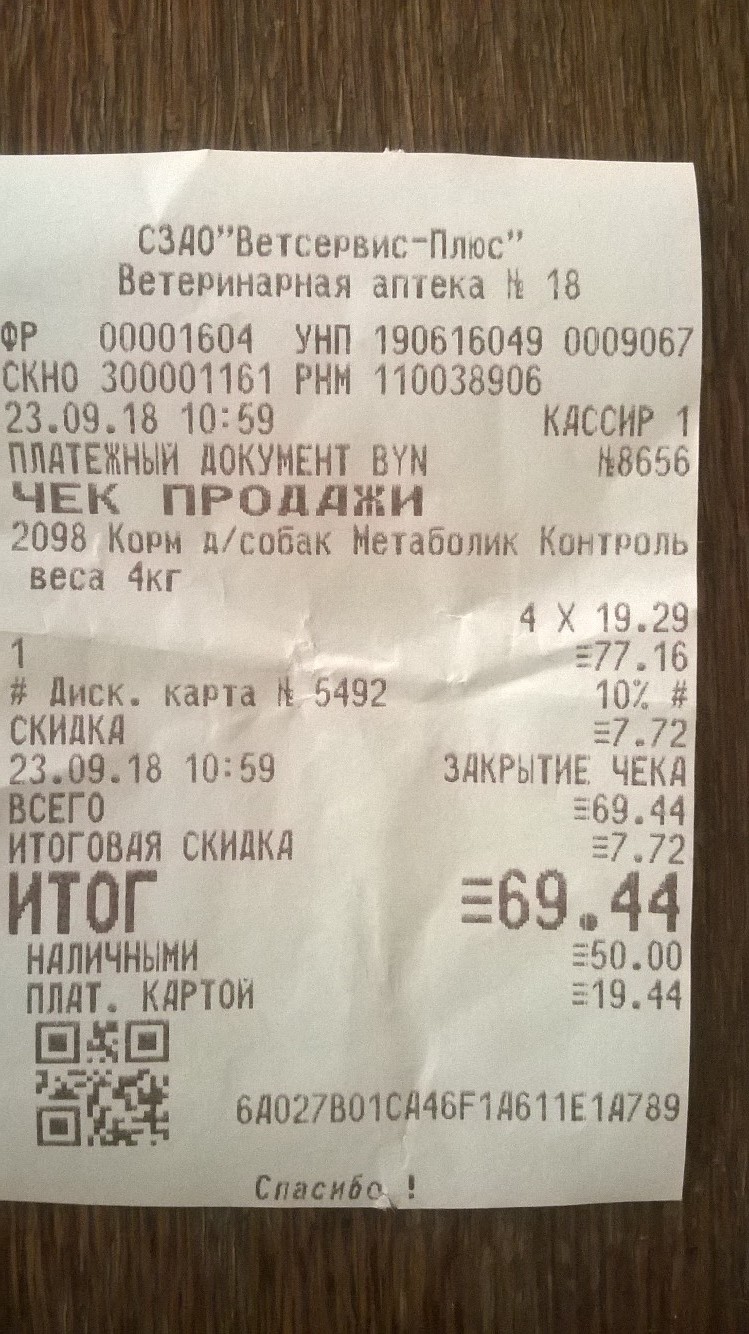 СЗАО"Ветсервис-Плюс"
Ветеринарная аптека № 18
ФР 00001604 УНП 190616049 0009067
СКНО 300001161 РНМ 110038906
23.09.18 10:59 КАССИР 1
ПЛАТЕЖНЫЙ ДОКУМЕНТ BYN №8656
ЧЕК ПРОДАЖИ
2098 Корм д/собак Метаболик Контроль
веса 4кг
4 X 19.29
1 ≡77.16
# Диск. карта № 5492 10% #
СКИДКА ≡7.72
23.09.18 10:59 ЗАКРЫТИЕ ЧЕКА
ВСЕГО ≡69.44
ИТОГОВАЯ СКИДКА ≡7.72
ИТОГ ≡69.44
НАЛИЧНЫМИ ≡50.00
ПЛАТ. КАРТОЙ ≡19.44
6A027B01CA46F1A611E1A789
Спасибо !